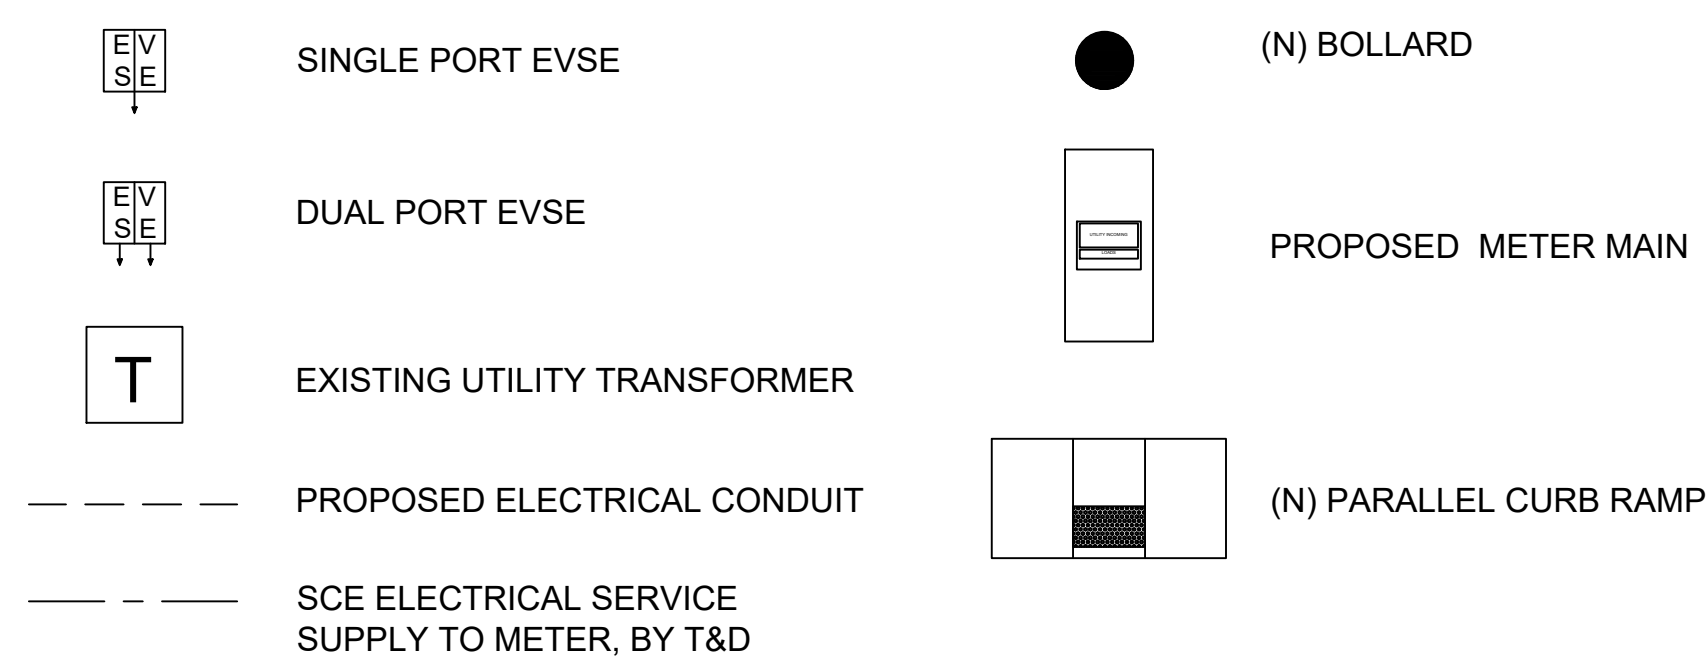 E V
S E
SINGLE PORT EVSE
E V
S E
DUAL PORT EVSE
T
EXISTING UTILITY TRANSFORMER
PROPOSED ELECTRICAL CONDUIT
SCE ELECTRICAL SERVICE
SUPPLY TO METER, BY T&D
(N) BOLLARD
UTILITY INCOMING
LOADS
PROPOSED METER MAIN
(N) PARALLEL CURB RAMP